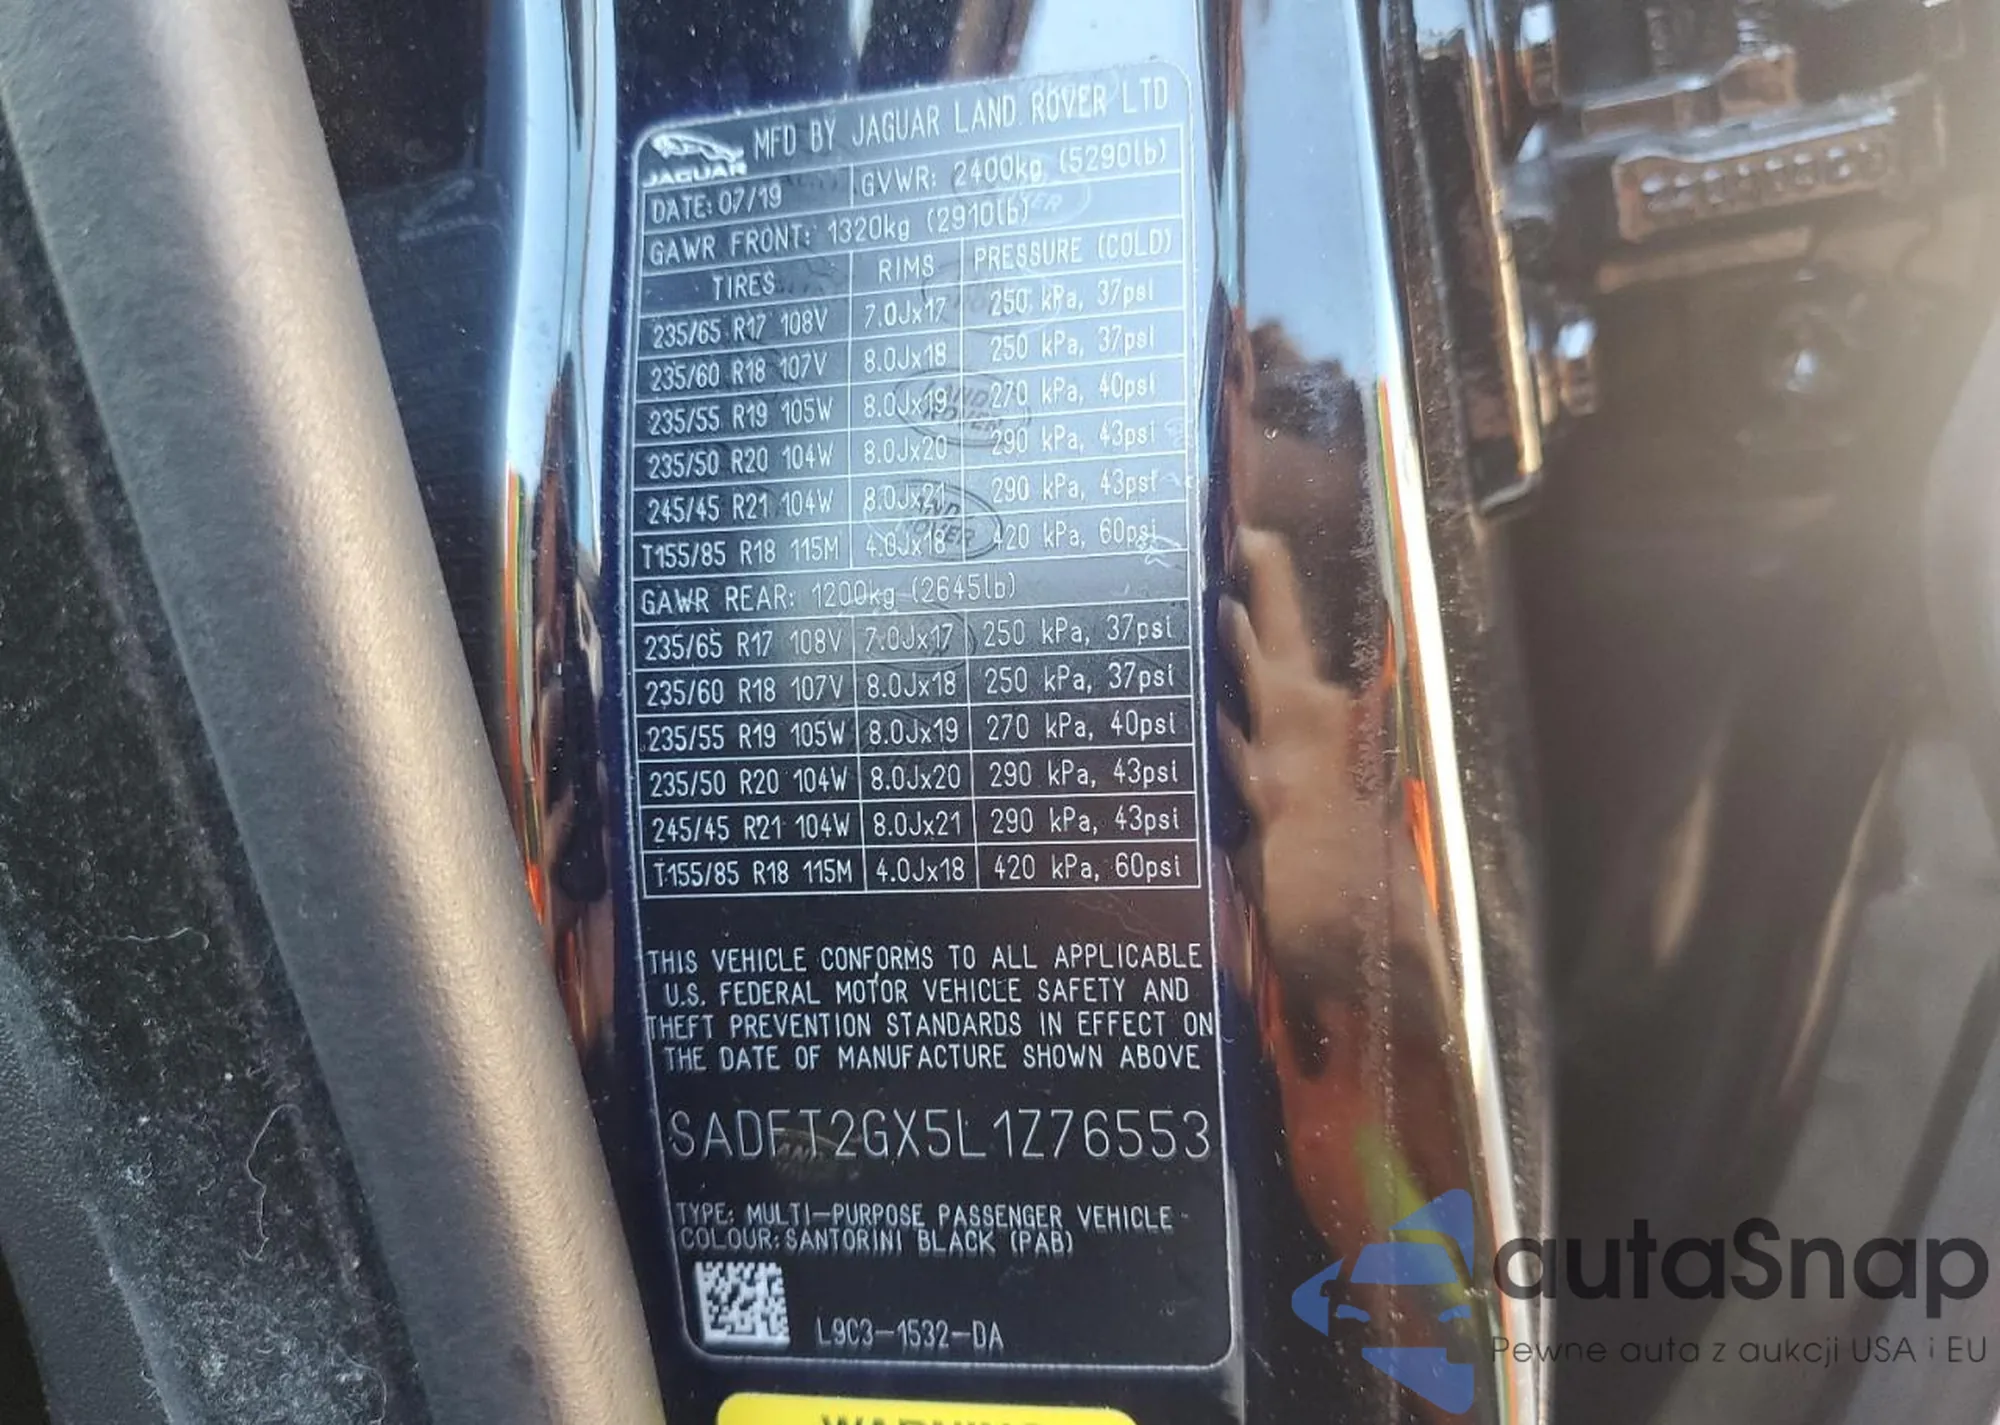 JAGUAR
MFD BY JAGUAR LAND ROVER LTD
DATE: 07/19 GVWR: 2400kg (5290lb)
GAWR FRONT: 1320kg (2910lb)
TIRES RIMS PRESSURE (COLD)
235/65 R17 108V 7.0Jx17 250 kPa, 37psi
235/60 R18 107V 8.0Jx18 250 kPa, 37psi
235/55 R19 105W 8.0Jx19 270 kPa, 40psi
235/50 R20 104W 8.0Jx20 290 kPa, 43psi
245/45 R21 104W 8.0Jx21 290 kPa, 43psi
T155/85 R18 115M 4.0Jx18 420 kPa, 60psi
GAWR REAR: 1200kg (2645lb)
235/65 R17 108V 7.0Jx17 250 kPa, 37psi
235/60 R18 107V 8.0Jx18 250 kPa, 37psi
235/55 R19 105W 8.0Jx19 270 kPa, 40psi
235/50 R20 104W 8.0Jx20 290 kPa, 43psi
245/45 R21 104W 8.0Jx21 290 kPa, 43psi
T155/85 R18 115M 4.0Jx18 420 kPa, 60psi
THIS VEHICLE CONFORMS TO ALL APPLICABLE
U.S. FEDERAL MOTOR VEHICLE SAFETY AND
THEFT PREVENTION STANDARDS IN EFFECT ON
THE DATE OF MANUFACTURE SHOWN ABOVE
SADFT2GX5L1Z76553
TYPE: MULTI-PURPOSE PASSENGER VEHICLE
COLOUR: SANTORINI BLACK (PAB)
L9C3-1532-DA
WARNING
autaSnap
Pewne auta z aukcji USA i EU